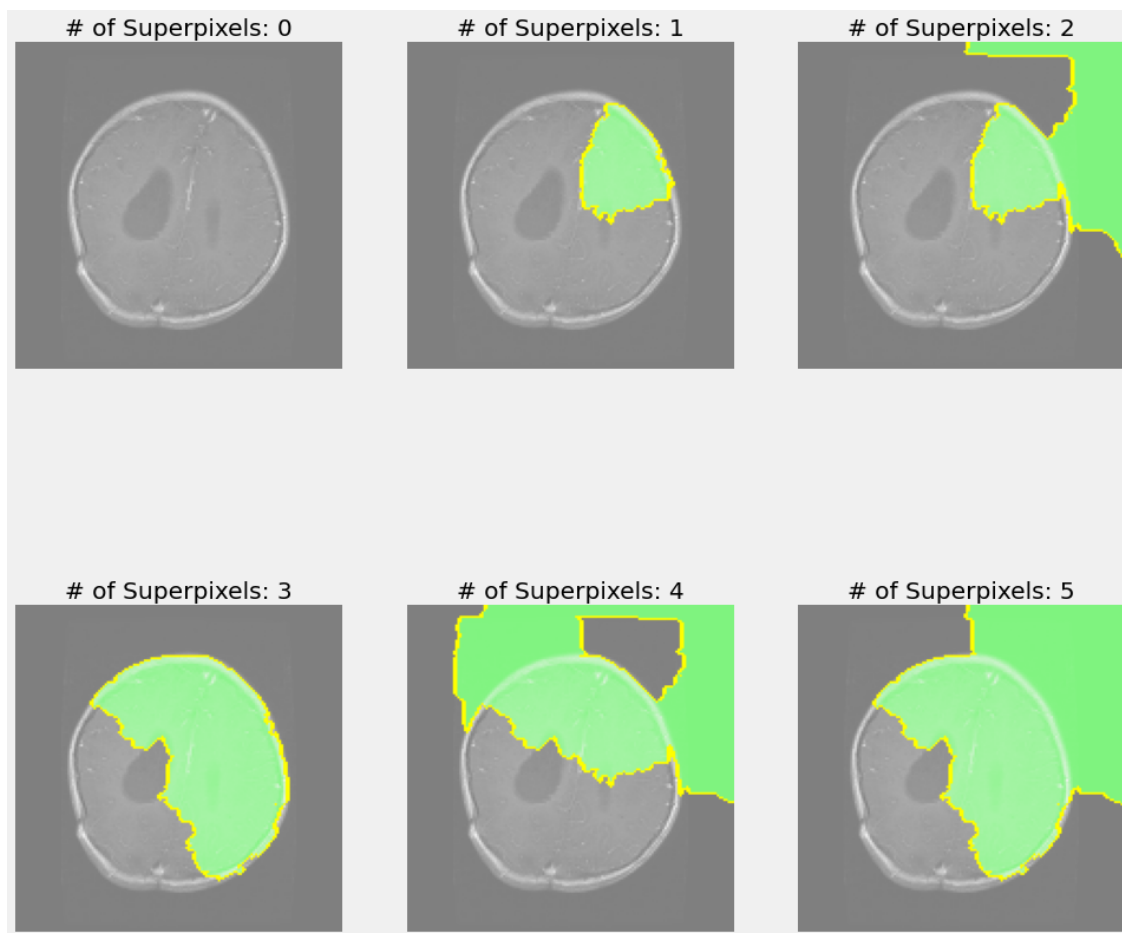 # of Superpixels: 0
# of Superpixels: 1
# of Superpixels: 2
# of Superpixels: 3
# of Superpixels: 4
# of Superpixels: 5